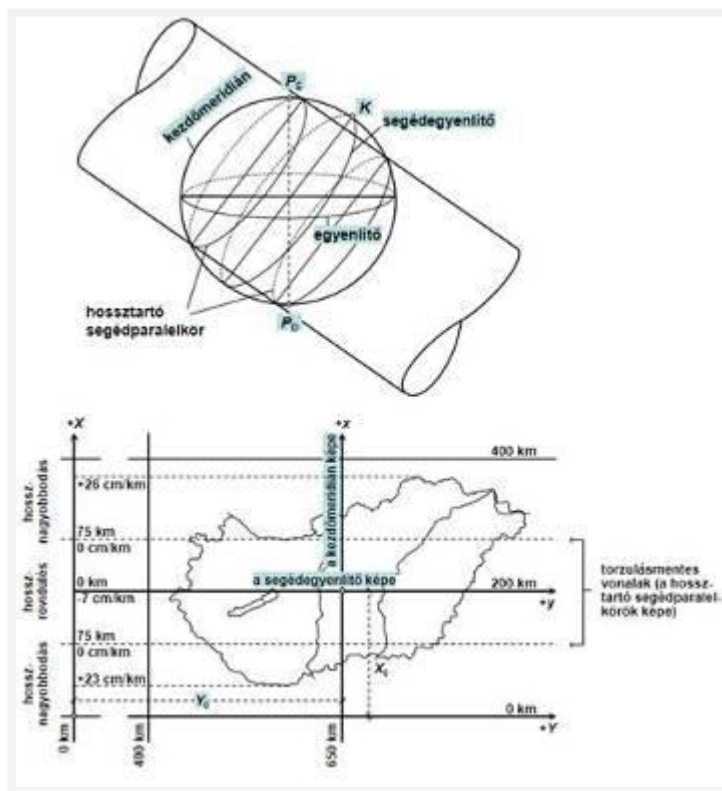 P_É
K
kezdőmeridián
segédegyenlítő
egyenlítő
hossztartó
segédparalelkör
P_D
+X
+x
400 km
hossz-
nagyobbodás
+26 cm/km
a kezdőmeridián képe
75 km
0 cm/km
hossz-
rövidülés
0 km
-7 cm/km
a segédegyenlítő képe
200 km
+y
torzulásmentes
vonalak (a hossz-
tartó segédparalel-
körök képe)
75 km
0 cm/km
hossz-
nagyobbodás
+23 cm/km
X₀
Y₀
0 km
+Y
0 km
400 km
650 km